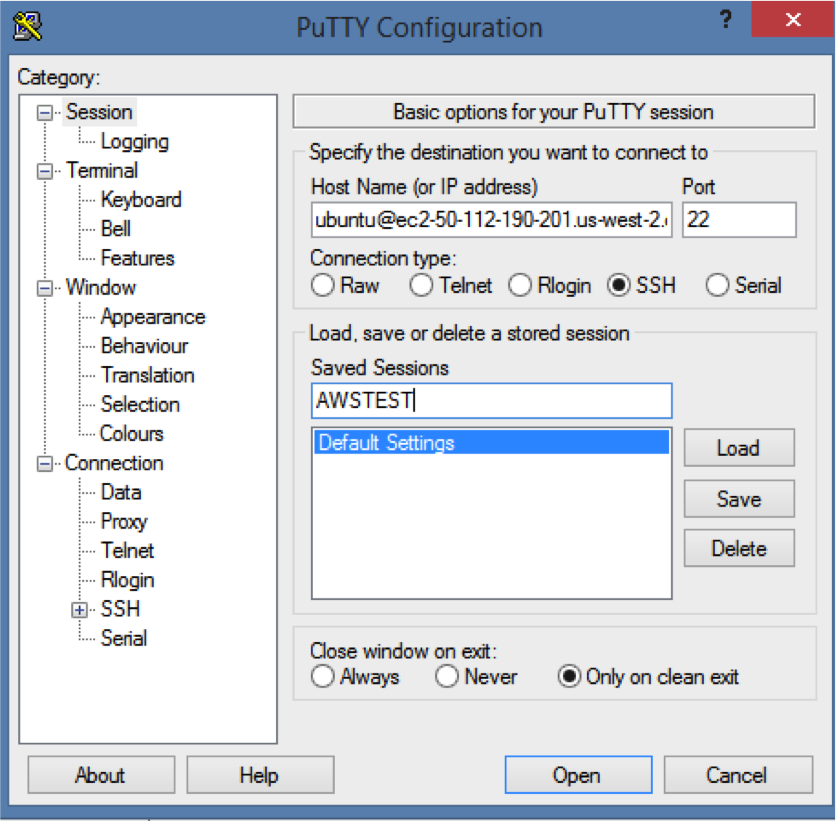 PuTTY Configuration
?
Category:
Session
Logging
Terminal
Keyboard
Bell
Features
Window
Appearance
Behaviour
Translation
Selection
Colours
Connection
Data
Proxy
Telnet
Rlogin
SSH
Serial
Basic options for your PuTTY session
Specify the destination you want to connect to
Host Name (or IP address) Port
ubuntu@ec2-50-112-190-201.us-west-2. 22
Connection type:
Raw Telnet Rlogin SSH Serial
Load, save or delete a stored session
Saved Sessions
AWSTEST
Default Settings
Load
Save
Delete
Close window on exit:
Always Never Only on clean exit
About Help Open Cancel